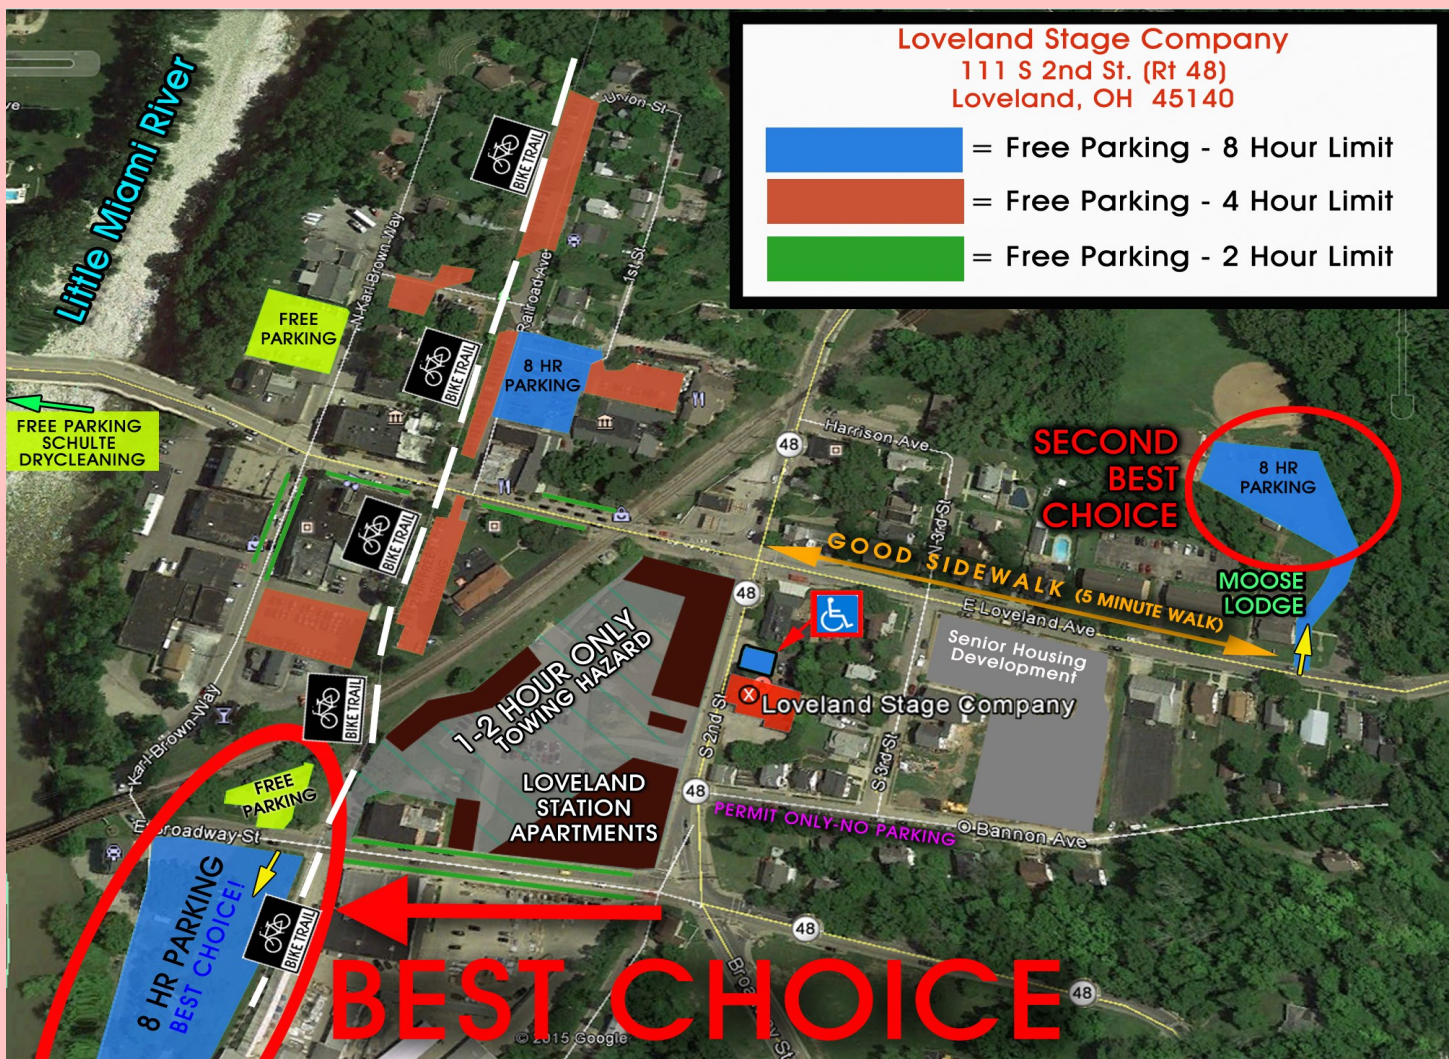 Loveland Stage Company
111 S 2nd St. (Rt 48)
Loveland, OH 45140
= Free Parking - 8 Hour Limit
= Free Parking - 4 Hour Limit
= Free Parking - 2 Hour Limit
Little Miami River
Union St
BIKE TRAIL
N Karl Brown Way
Railroad Ave
1st St
FREE
PARKING
BIKE TRAIL
8 HR
PARKING
FREE PARKING
SCHULTE
DRYCLEANING
48
Harrison Ave
SECOND
BEST
CHOICE
8 HR
PARKING
N 3rd St
BIKE TRAIL
GOOD SIDEWALK (5 MINUTE WALK)
MOOSE
LODGE
E Loveland Ave
48
1-2 HOUR ONLY
TOWING HAZARD
Senior Housing
Development
X
Loveland Stage Company
S 2nd St
S 3rd St
BIKE TRAIL
Karl Brown Way
FREE
PARKING
LOVELAND
STATION
APARTMENTS
48
PERMIT ONLY-NO PARKING
O Bannon Ave
E Broadway St
8 HR PARKING
BEST CHOICE!
BIKE TRAIL
48
BEST CHOICE
48
Broadway St
© 2015 Google